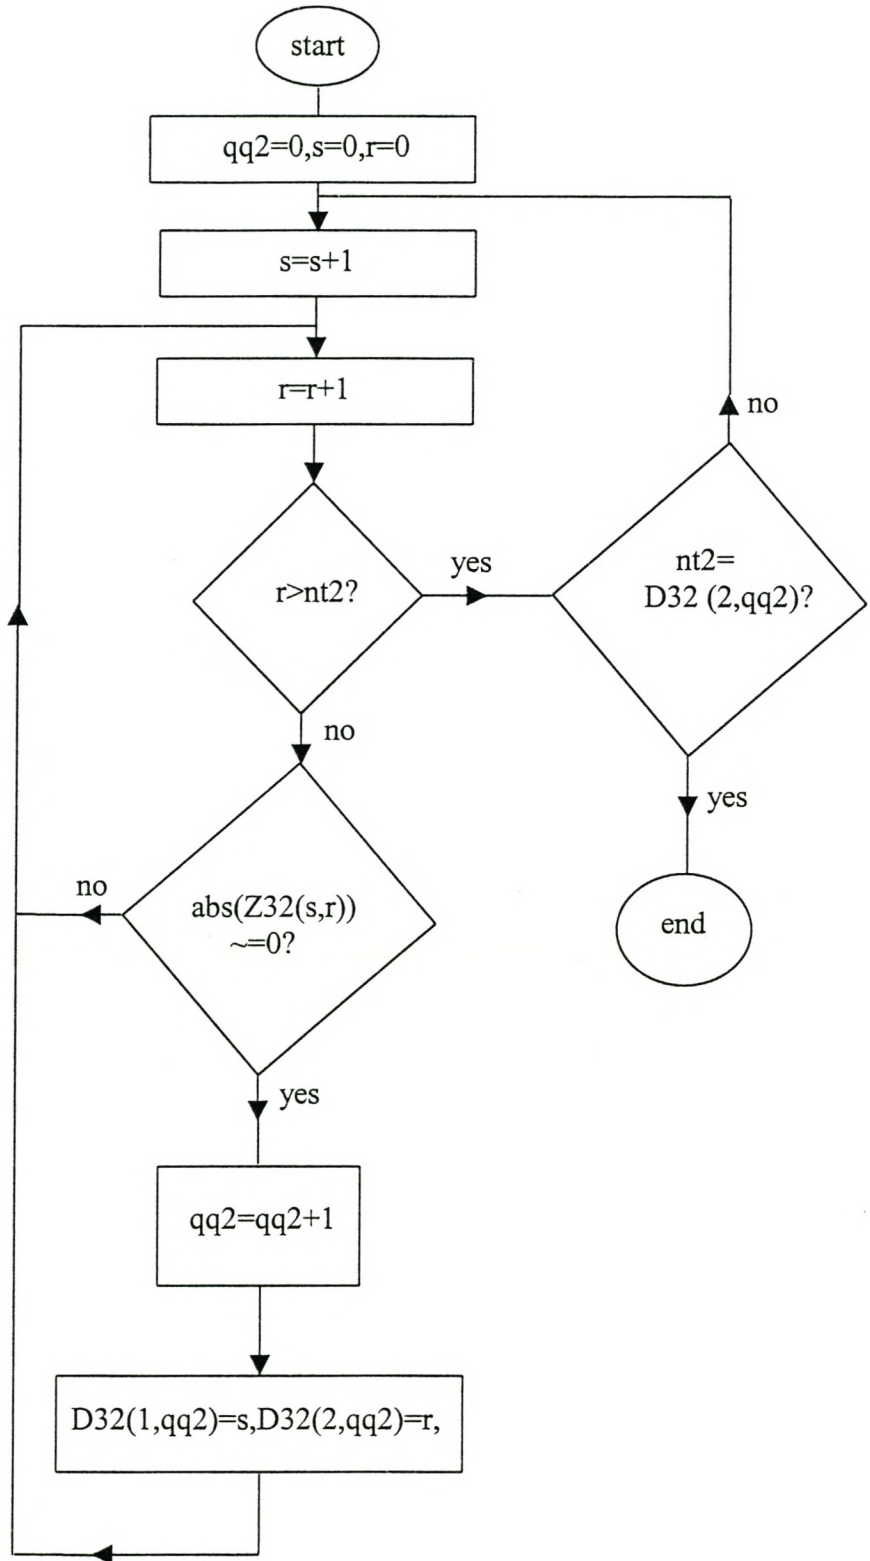 start
qq2=0,s=0,r=0
s=s+1
r=r+1
no
r>nt2?
yes
nt2=
D32 (2,qq2)?
no
yes
no
abs(Z32(s,r))
~=0?
end
yes
qq2=qq2+1
D32(1,qq2)=s,D32(2,qq2)=r,